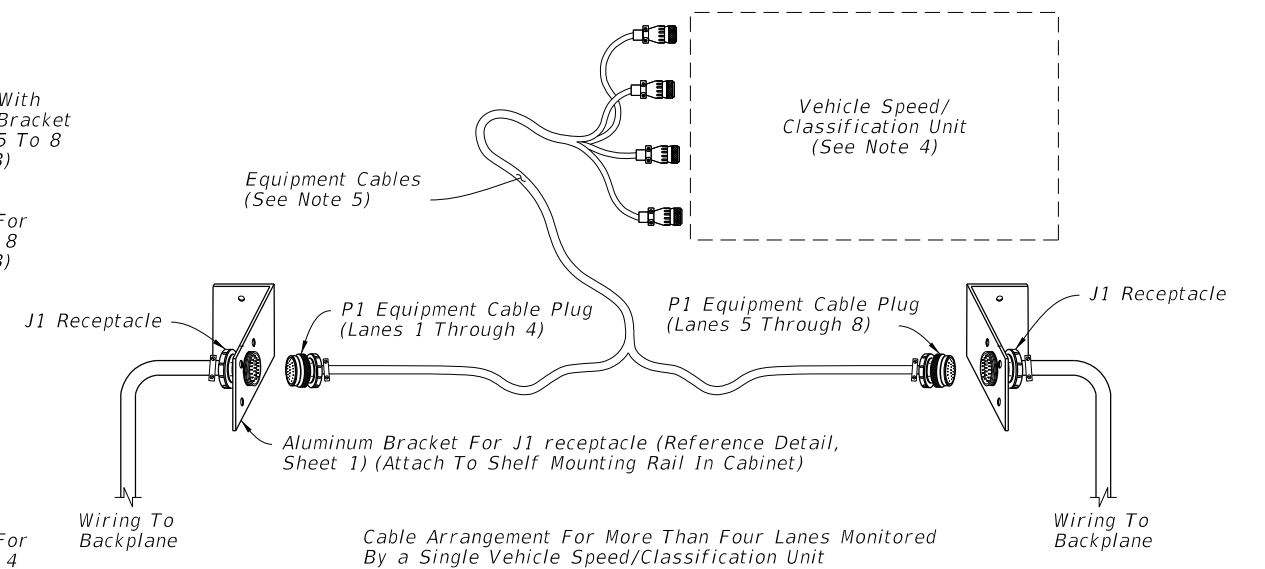 With
Bracket
5 To 8
For
8
Vehicle Speed/
Classification Unit
(See Note 4)
Equipment Cables
(See Note 5)
J1 Receptacle
P1 Equipment Cable Plug
(Lanes 1 Through 4)
P1 Equipment Cable Plug
(Lanes 5 Through 8)
J1 Receptacle
Aluminum Bracket For J1 receptacle (Reference Detail,
Sheet 1) (Attach To Shelf Mounting Rail In Cabinet)
Wiring To
Backplane
Wiring To
Backplane
For
4
Cable Arrangement For More Than Four Lanes Monitored
By a Single Vehicle Speed/Classification Unit